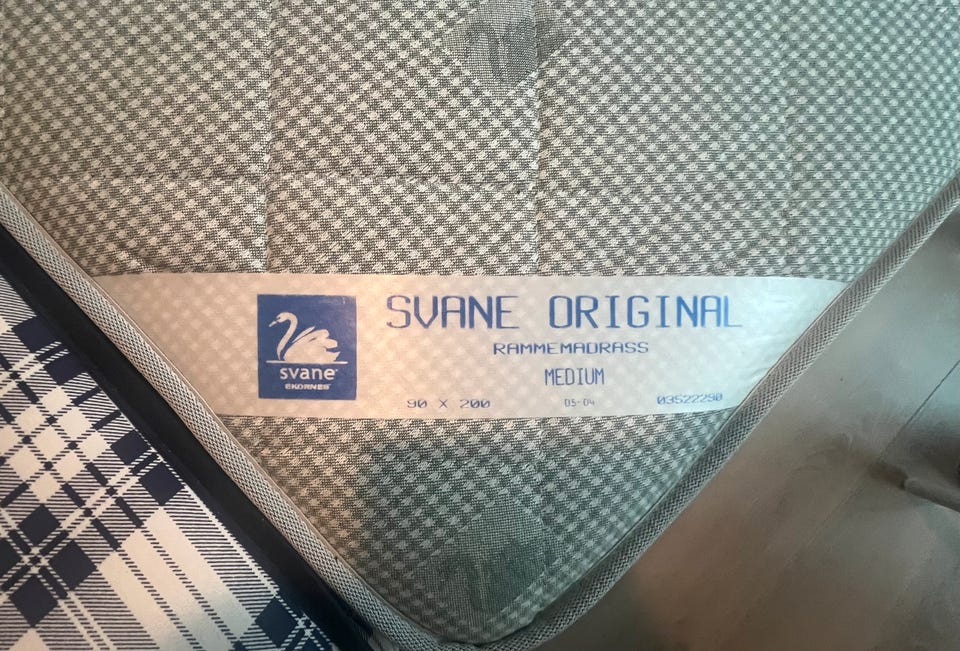 svane
EKORNES
SVANE ORIGINAL
RAMMEMADRASS
MEDIUM
90 X 200 05-04 03522290